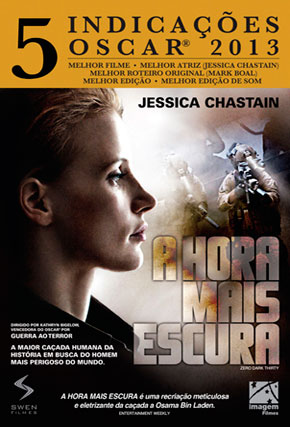 5 INDICAÇÕES
OSCAR® 2013
MELHOR FILME • MELHOR ATRIZ (JESSICA CHASTAIN)
MELHOR ROTEIRO ORIGINAL (MARK BOAL)
MELHOR EDIÇÃO • MELHOR EDIÇÃO DE SOM
JESSICA CHASTAIN
A HORA
MAIS
ESCURA
ZERO DARK THIRTY
DIRIGIDO POR KATHRYN BIGELOW,
VENCEDORA DO OSCAR® POR
GUERRA AO TERROR
A MAIOR CAÇADA HUMANA DA
HISTÓRIA EM BUSCA DO HOMEM
MAIS PERIGOSO DO MUNDO.
SWEN
FILMES
A HORA MAIS ESCURA é uma recriação meticulosa
e eletrizante da caçada a Osama Bin Laden.
ENTERTAINMENT WEEKLY
imagem
Filmes